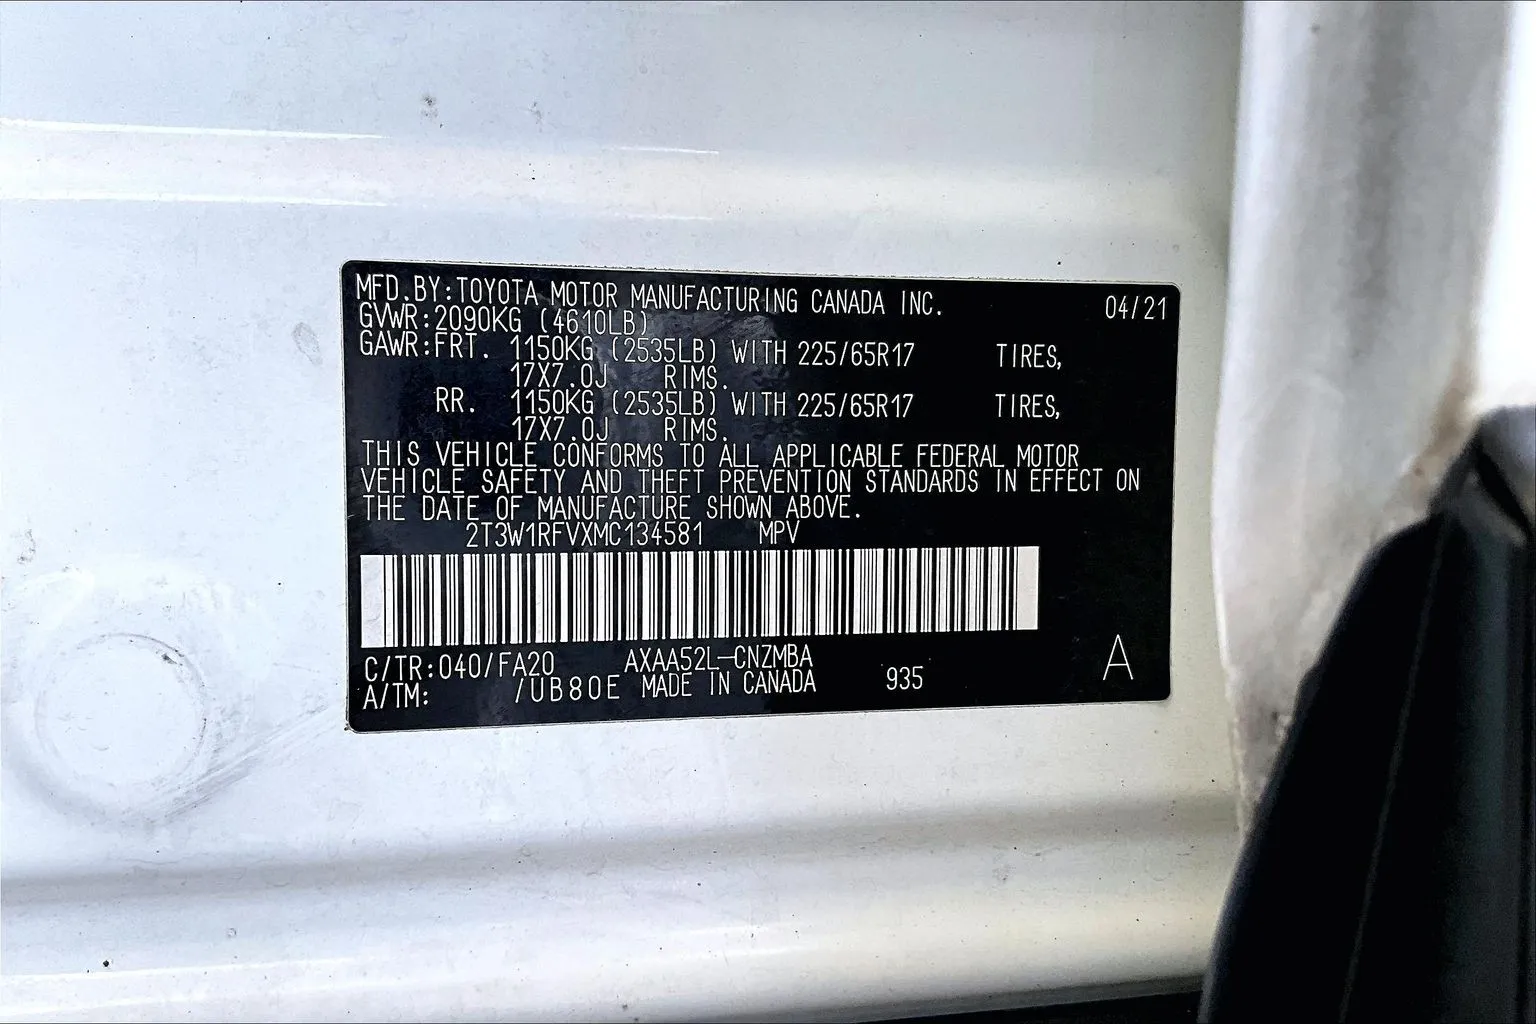 MFD.BY:TOYOTA MOTOR MANUFACTURING CANADA INC. 04/21
GVWR:2090KG (4610LB)
GAWR:FRT. 1150KG (2535LB) WITH 225/65R17 TIRES,
17X7.0J RIMS.
RR. 1150KG (2535LB) WITH 225/65R17 TIRES,
17X7.0J RIMS.
THIS VEHICLE CONFORMS TO ALL APPLICABLE FEDERAL MOTOR
VEHICLE SAFETY AND THEFT PREVENTION STANDARDS IN EFFECT ON
THE DATE OF MANUFACTURE SHOWN ABOVE.
2T3W1RFVXMC134581 MPV
C/TR:040/FA20 AXAA52L-CNZMBA
A/TM: /UB80E MADE IN CANADA 935 A